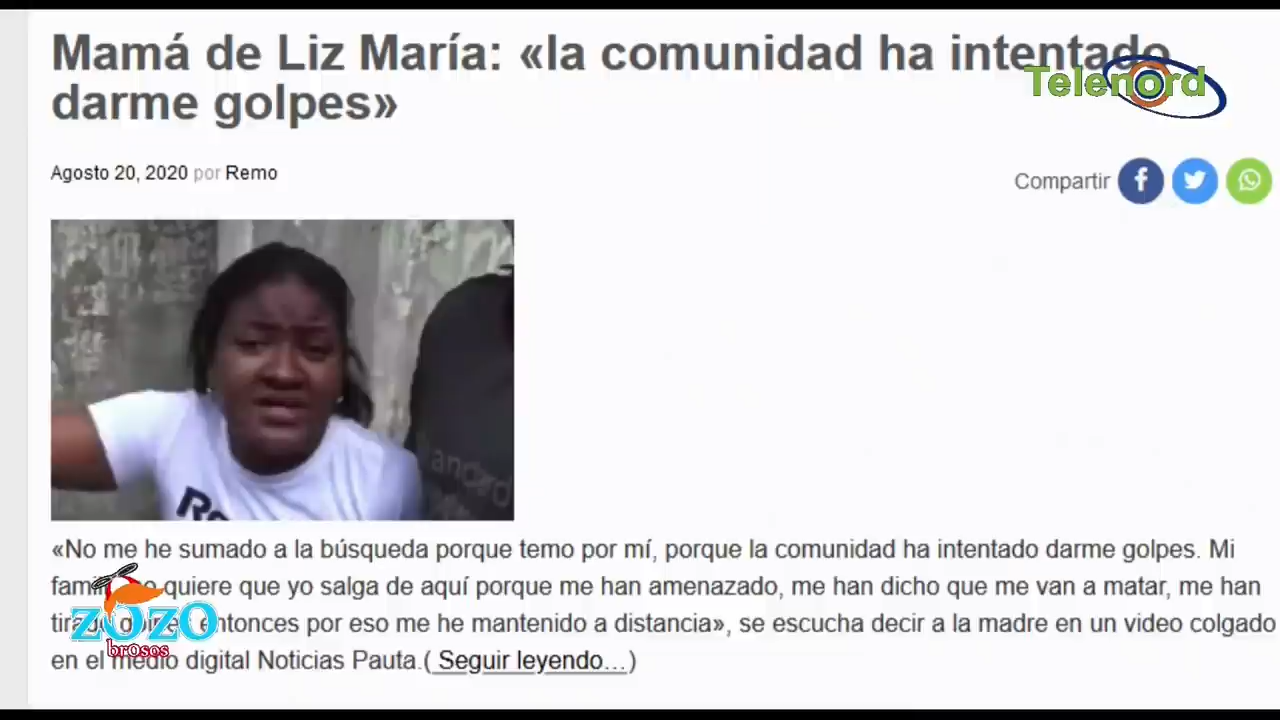 Mamá de Liz María: «la comunidad ha intentado
darme golpes»
Telenord
Agosto 20, 2020 por Remo
Compartir
andard
«No me he sumado a la búsqueda porque temo por mí, porque la comunidad ha intentado darme golpes. Mi
quiere que yo salga de aquí porque me han amenazado, me han dicho que me van a matar, me han
entonces por eso me he mantenido a distancia», se escucha decir a la madre en un video colgado
en el medio digital Noticias Pauta.( Seguir leyendo…)
zozo
brosos